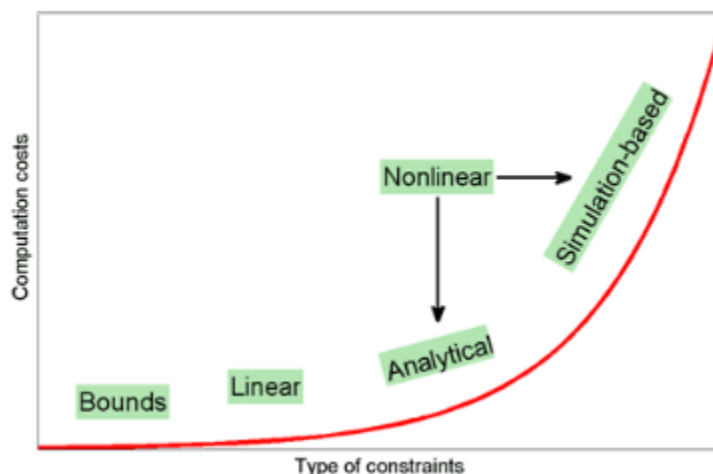 Computation costs
Nonlinear
Simulation-based
Analytical
Linear
Bounds
Type of constraints